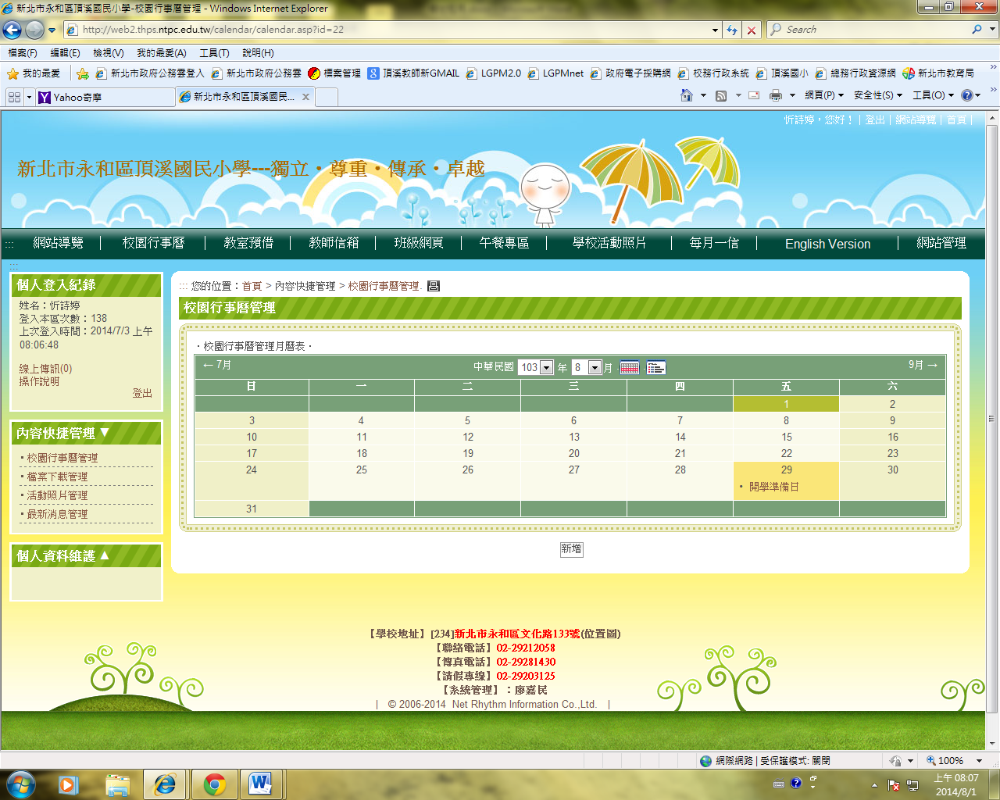 新北市永和區頂溪國民小學-校園行事曆管理 - Windows Internet Explorer
http://web2.thps.ntpc.edu.tw/calendar/calendar.asp?id=22
Search
檔案(F) 編輯(E) 檢視(V) 我的最愛(A) 工具(T) 說明(H)
我的最愛 新北市政府公務雲登入 新北市政府公務雲 標案管理 頂溪教師新GMAIL LGPM2.0 LGPMnet 政府電子採購網 校務行政系統 頂溪國小 總務行政資源網 新北市教育局
Yahoo奇摩 新北市永和區頂溪國民... 網頁(P) 安全性(S) 工具(O)
忻詩婷，您好！ | 登出 | 網站導覽 | 首頁 |
新北市永和區頂溪國民小學---獨立‧尊重‧傳承‧卓越
::: 網站導覽 校園行事曆 教室預借 教師信箱 班級網頁 午餐專區 學校活動照片 每月一信 English Version 網站管理
:::
個人登入紀錄
姓名：忻詩婷
登入本區次數：138
上次登入時間：2014/7/3 上午
08:06:48
線上傳訊(0)
操作說明
登出
內容快捷管理▼
‧校園行事曆管理
‧檔案下載管理
‧活動照片管理
‧最新消息管理
個人資料維護▲
::: 您的位置：首頁 > 內容快捷管理 > 校園行事曆管理.
校園行事曆管理
‧校園行事曆管理月曆表‧
←7月 中華民國 103 年 8 月 9月→
日 一 二 三 四 五 六
1 2
3 4 5 6 7 8 9
10 11 12 13 14 15 16
17 18 19 20 21 22 23
24 25 26 27 28 29 30
‧ 開學準備日
31
新增
【學校地址】[234]新北市永和區文化路133號(位置圖)
【聯絡電話】02-29212058
【傳真電話】02-29281430
【請假專線】02-29203125
【系統管理】：廖嘉民
| © 2006-2014 Net Rhythm Information Co.,Ltd. |
網際網路 | 受保護模式: 關閉 100%
上午 08:07
2014/8/1